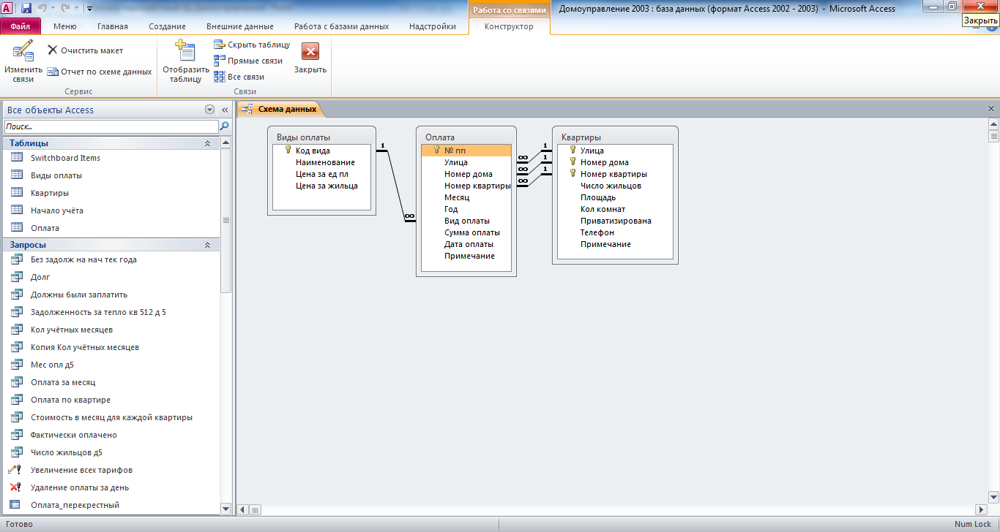 Работа со связями
Домоуправление 2003 : база данных (формат Access 2002 - 2003) - Microsoft Access
Файл Меню Главная Создание Внешние данные Работа с базами данных Надстройки Конструктор
Закрыть
Изменить связи
Очистить макет
Отчет по схеме данных
Сервис
Отобразить таблицу
Скрыть таблицу
Прямые связи
Все связи
Закрыть
Связи
Все объекты Access
Поиск...
Таблицы
Switchboard Items
Виды оплаты
Квартиры
Начало учёта
Оплата
Запросы
Без задолж на нач тек года
Долг
Должны были заплатить
Задолженность за тепло кв 512 д 5
Кол учётных месяцев
Копия Кол учётных месяцев
Мес опл д5
Оплата за месяц
Оплата по квартире
Стоимость в месяц для каждой квартиры
Фактически оплачено
Число жильцов д5
Увеличение всех тарифов
Удаление оплаты за день
Оплата_перекрестный
Схема данных
Виды оплаты
Код вида
Наименование
Цена за ед пл
Цена за жильца
1
∞
Оплата
№ пп
Улица
Номер дома
Номер квартиры
Месяц
Год
Вид оплаты
Сумма оплаты
Дата оплаты
Примечание
∞ 1
∞ 1
∞ 1
Квартиры
Улица
Номер дома
Номер квартиры
Число жильцов
Площадь
Кол комнат
Приватизирована
Телефон
Примечание
Готово
Num Lock